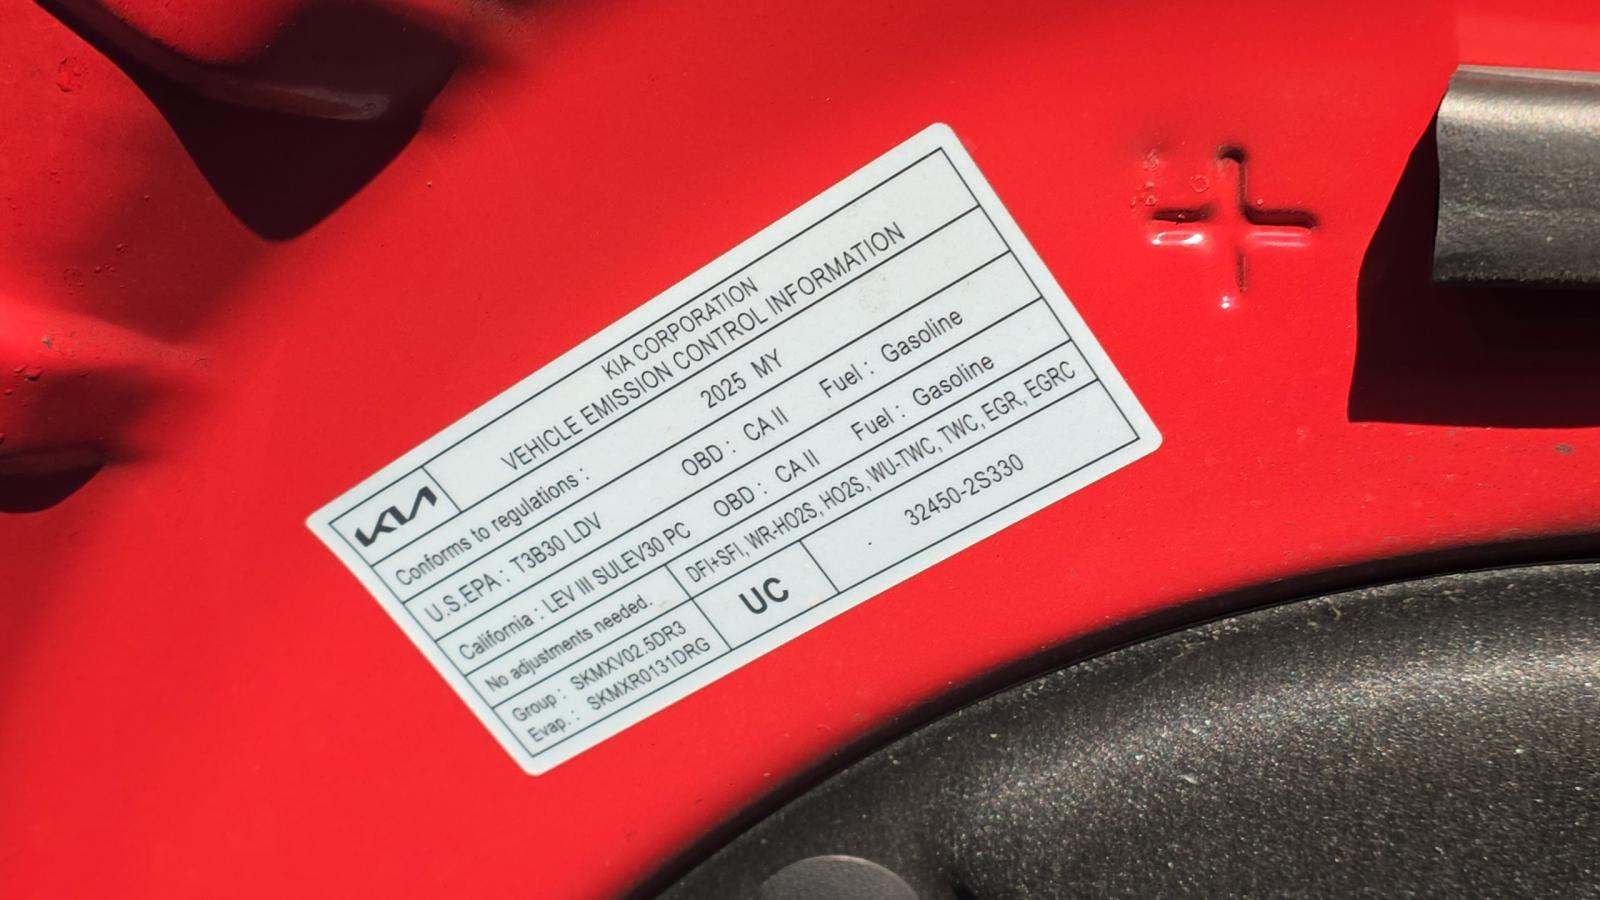 KIA
KIA CORPORATION
VEHICLE EMISSION CONTROL INFORMATION
Conforms to regulations : 2025 MY
U.S.EPA : T3B30 LDV OBD : CA II Fuel : Gasoline
California : LEV III SULEV30 PC OBD : CA II Fuel : Gasoline
No adjustments needed. DFI+SFI, WR-HO2S, HO2S, WU-TWC, TWC, EGR, EGRC
Group : SKMXV02.5DR3
Evap. : SKMXR0131DRG
UC
32450-2S330